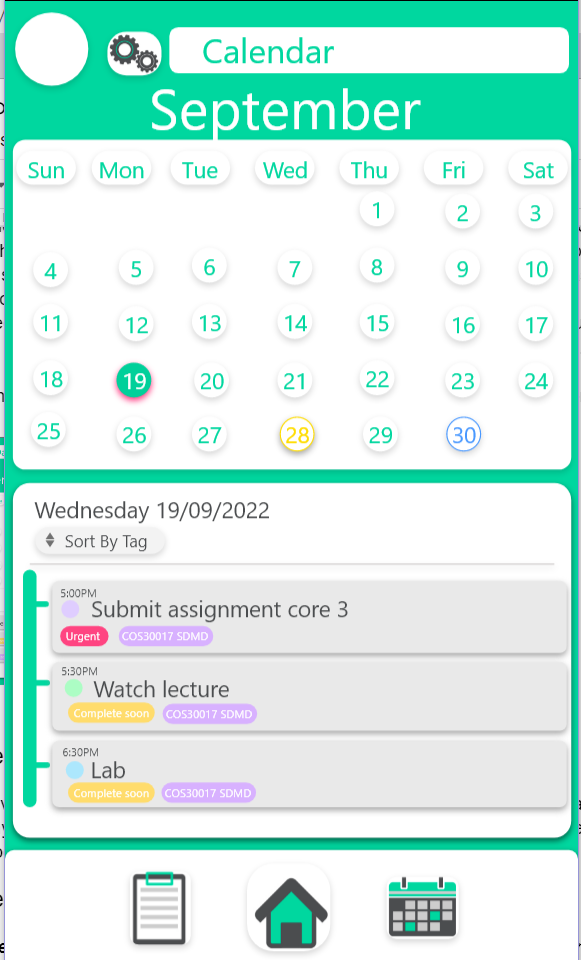 Calendar
September
Sun Mon Tue Wed Thu Fri Sat
1 2 3
4 5 6 7 8 9 10
11 12 13 14 15 16 17
18 19 20 21 22 23 24
25 26 27 28 29 30
Wednesday 19/09/2022
Sort By Tag
5:00PM
Submit assignment core 3
Urgent COS30017 SDMD
5:30PM
Watch lecture
Complete soon COS30017 SDMD
6:30PM
Lab
Complete soon COS30017 SDMD